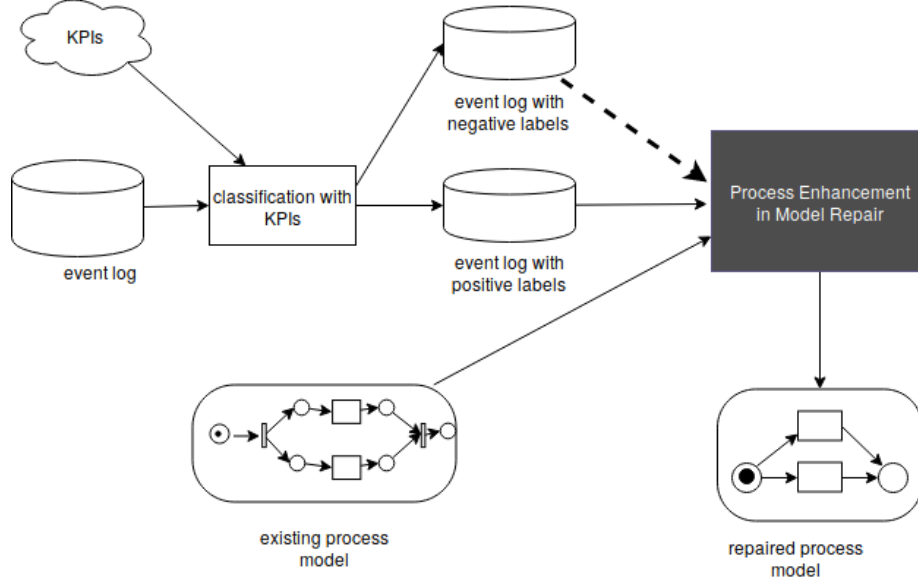 KPIs
event log with
negative labels
classification with
KPIs
Process Enhancement
in Model Repair
event log
event log with
positive labels
existing process
model
repaired process
model